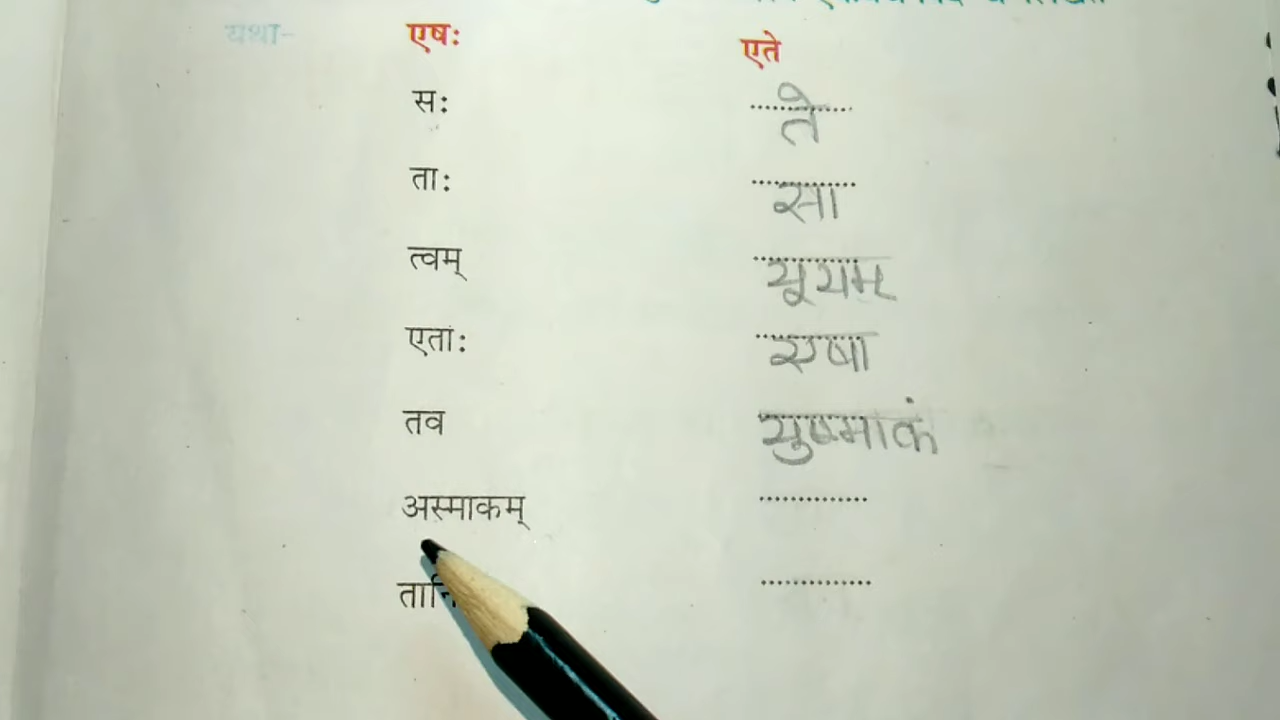 यथा- एषः एते
सः ते
ताः सा
त्वम् यूयम्
एताः एषा
तव युष्माकं
अस्माकम् ..............
..............